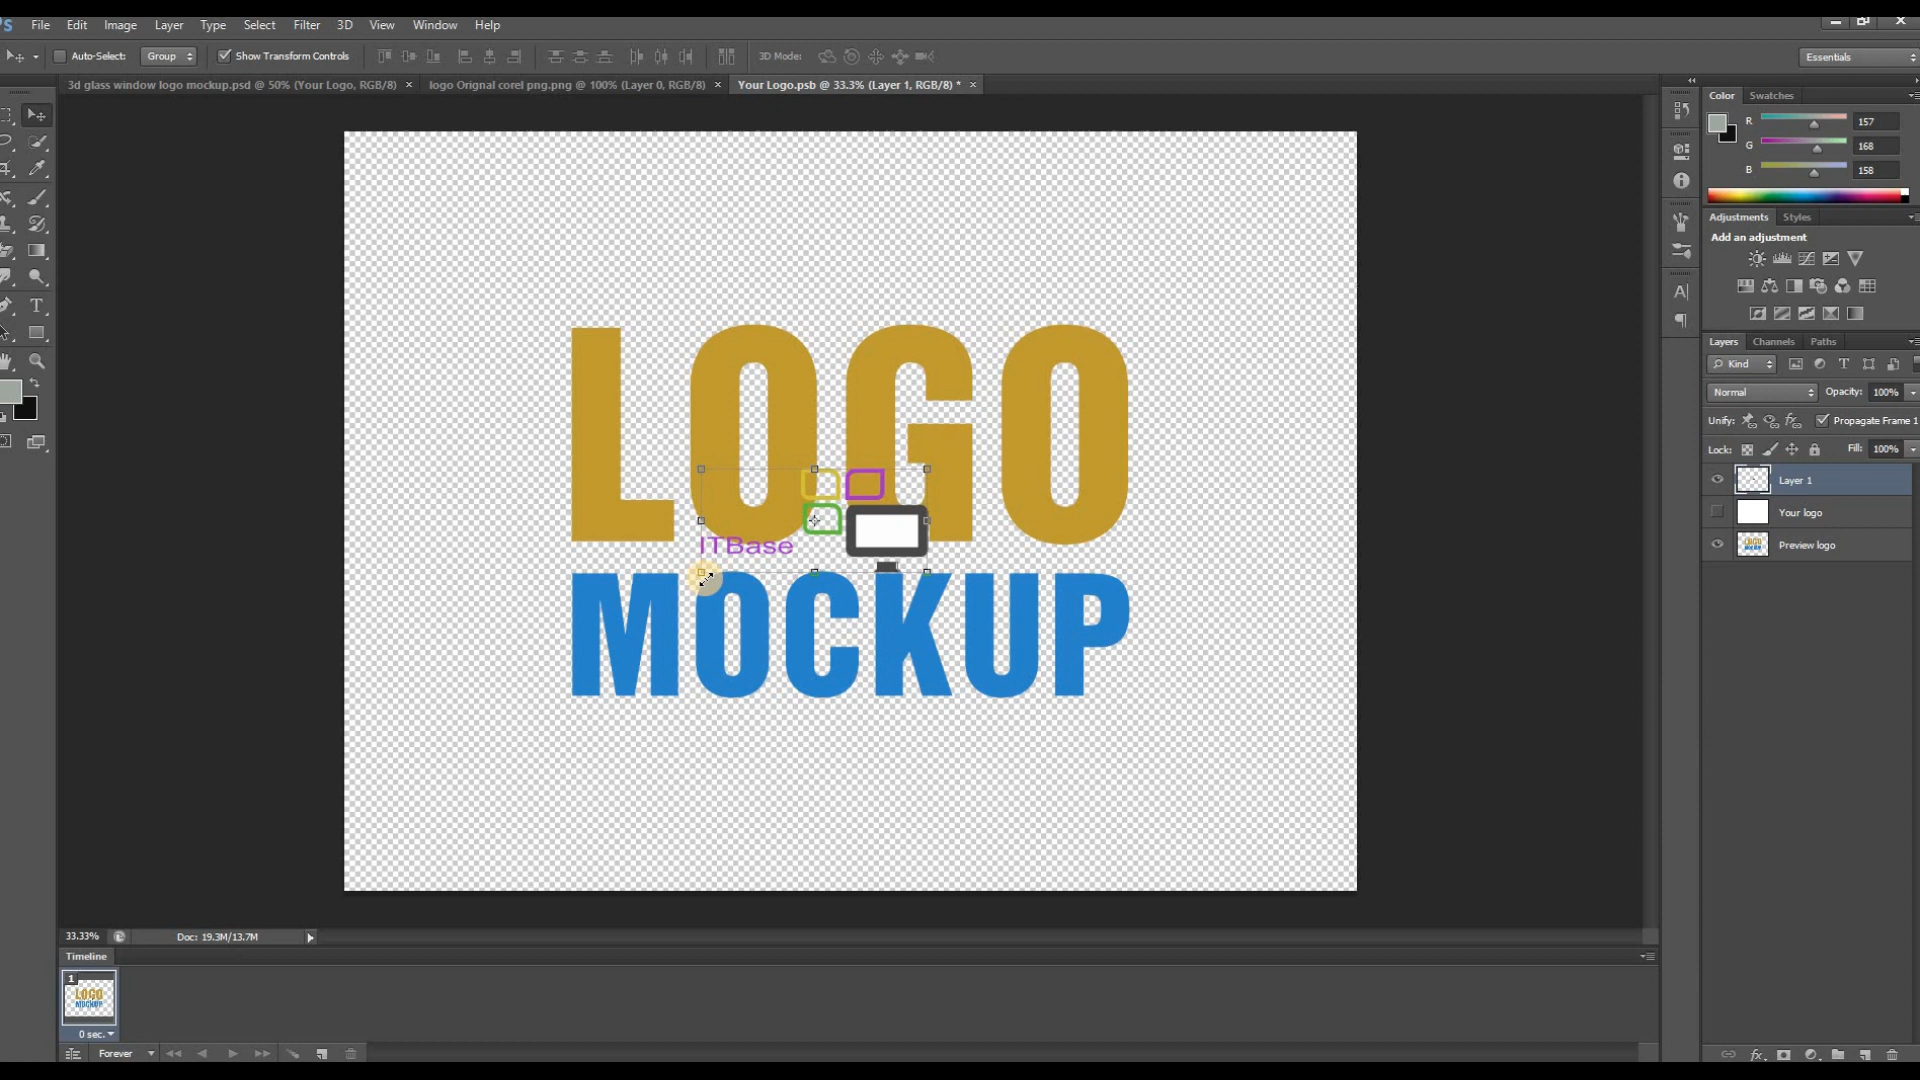 File Edit Image Layer Type Select Filter 3D View Window Help
Auto-Select: Group Show Transform Controls 3D Mode: Essentials
3d glass window logo mockup.psd @ 50% (Your Logo, RGB/8) × logo Orignal corel png.png @ 100% (Layer 0, RGB/8) × Your Logo.psb @ 33.3% (Layer 1, RGB/8) * ×
Color Swatches
R 157
G 168
B 158
Adjustments Styles
Add an adjustment
Layers Channels Paths
Kind
Normal Opacity: 100%
Unify: Propagate Frame 1
Lock: Fill: 100%
Layer 1
Your logo
Preview logo
LOGO
ITBase
MOCKUP
33.33% Doc: 19.3M/13.7M
Timeline
1
LOGO
MOCKUP
0 sec.
Forever
fx